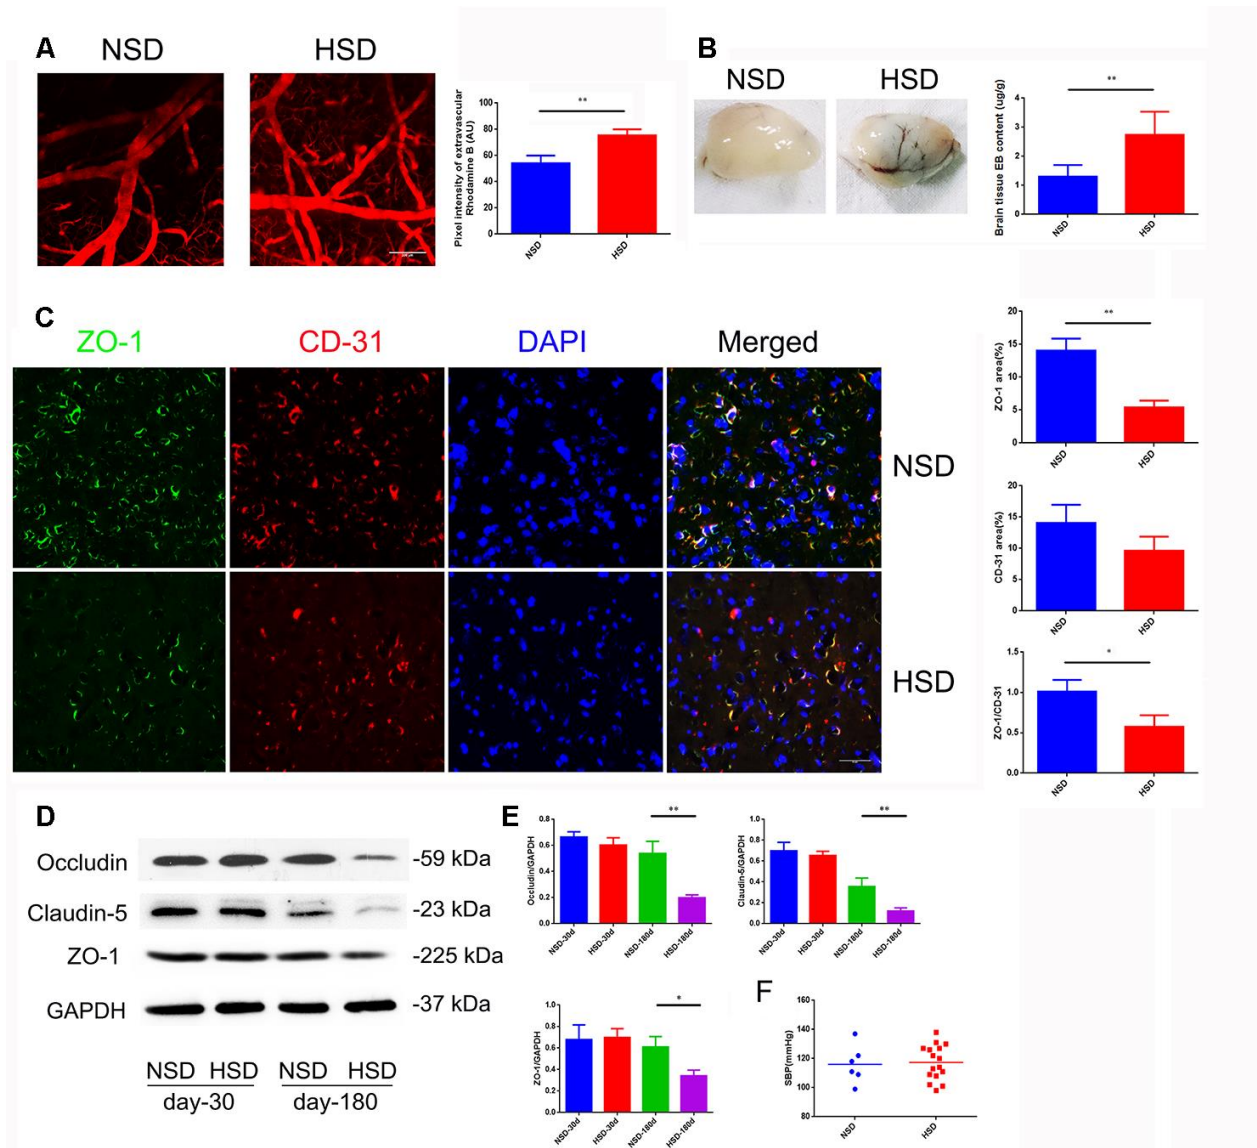 A
NSD
HSD
Pixel intensity of extravascular
Rhodamine B (AU)
100
80
60
40
20
0
**
NSD
HSD
B
NSD
HSD
Brain tissue EB content (ug/g)
4
3
2
1
0
**
NSD
HSD
C
ZO-1
CD-31
DAPI
Merged
NSD
HSD
ZO-1 area(%)
20
15
10
5
0
**
NSD
HSD
CD-31 area(%)
20
15
10
5
0
NSD
HSD
ZO-1/CD-31
1.5
1.0
0.5
0.0
*
NSD
HSD
D
Occludin
-59 kDa
Claudin-5
-23 kDa
ZO-1
-225 kDa
GAPDH
-37 kDa
NSD HSD NSD HSD
day-30 day-180
E
Occludin/GAPDH
0.8
0.6
0.4
0.2
0.0
**
NSD-30d
HSD-30d
NSD-180d
HSD-180d
Claudin-5/GAPDH
1.0
0.8
0.6
0.4
0.2
0.0
**
NSD-30d
HSD-30d
NSD-180d
HSD-180d
ZO-1/GAPDH
1.0
0.8
0.6
0.4
0.2
0.0
*
NSD-30d
HSD-30d
NSD-180d
HSD-180d
F
SBP(mmHg)
160
140
120
100
80
NSD
HSD